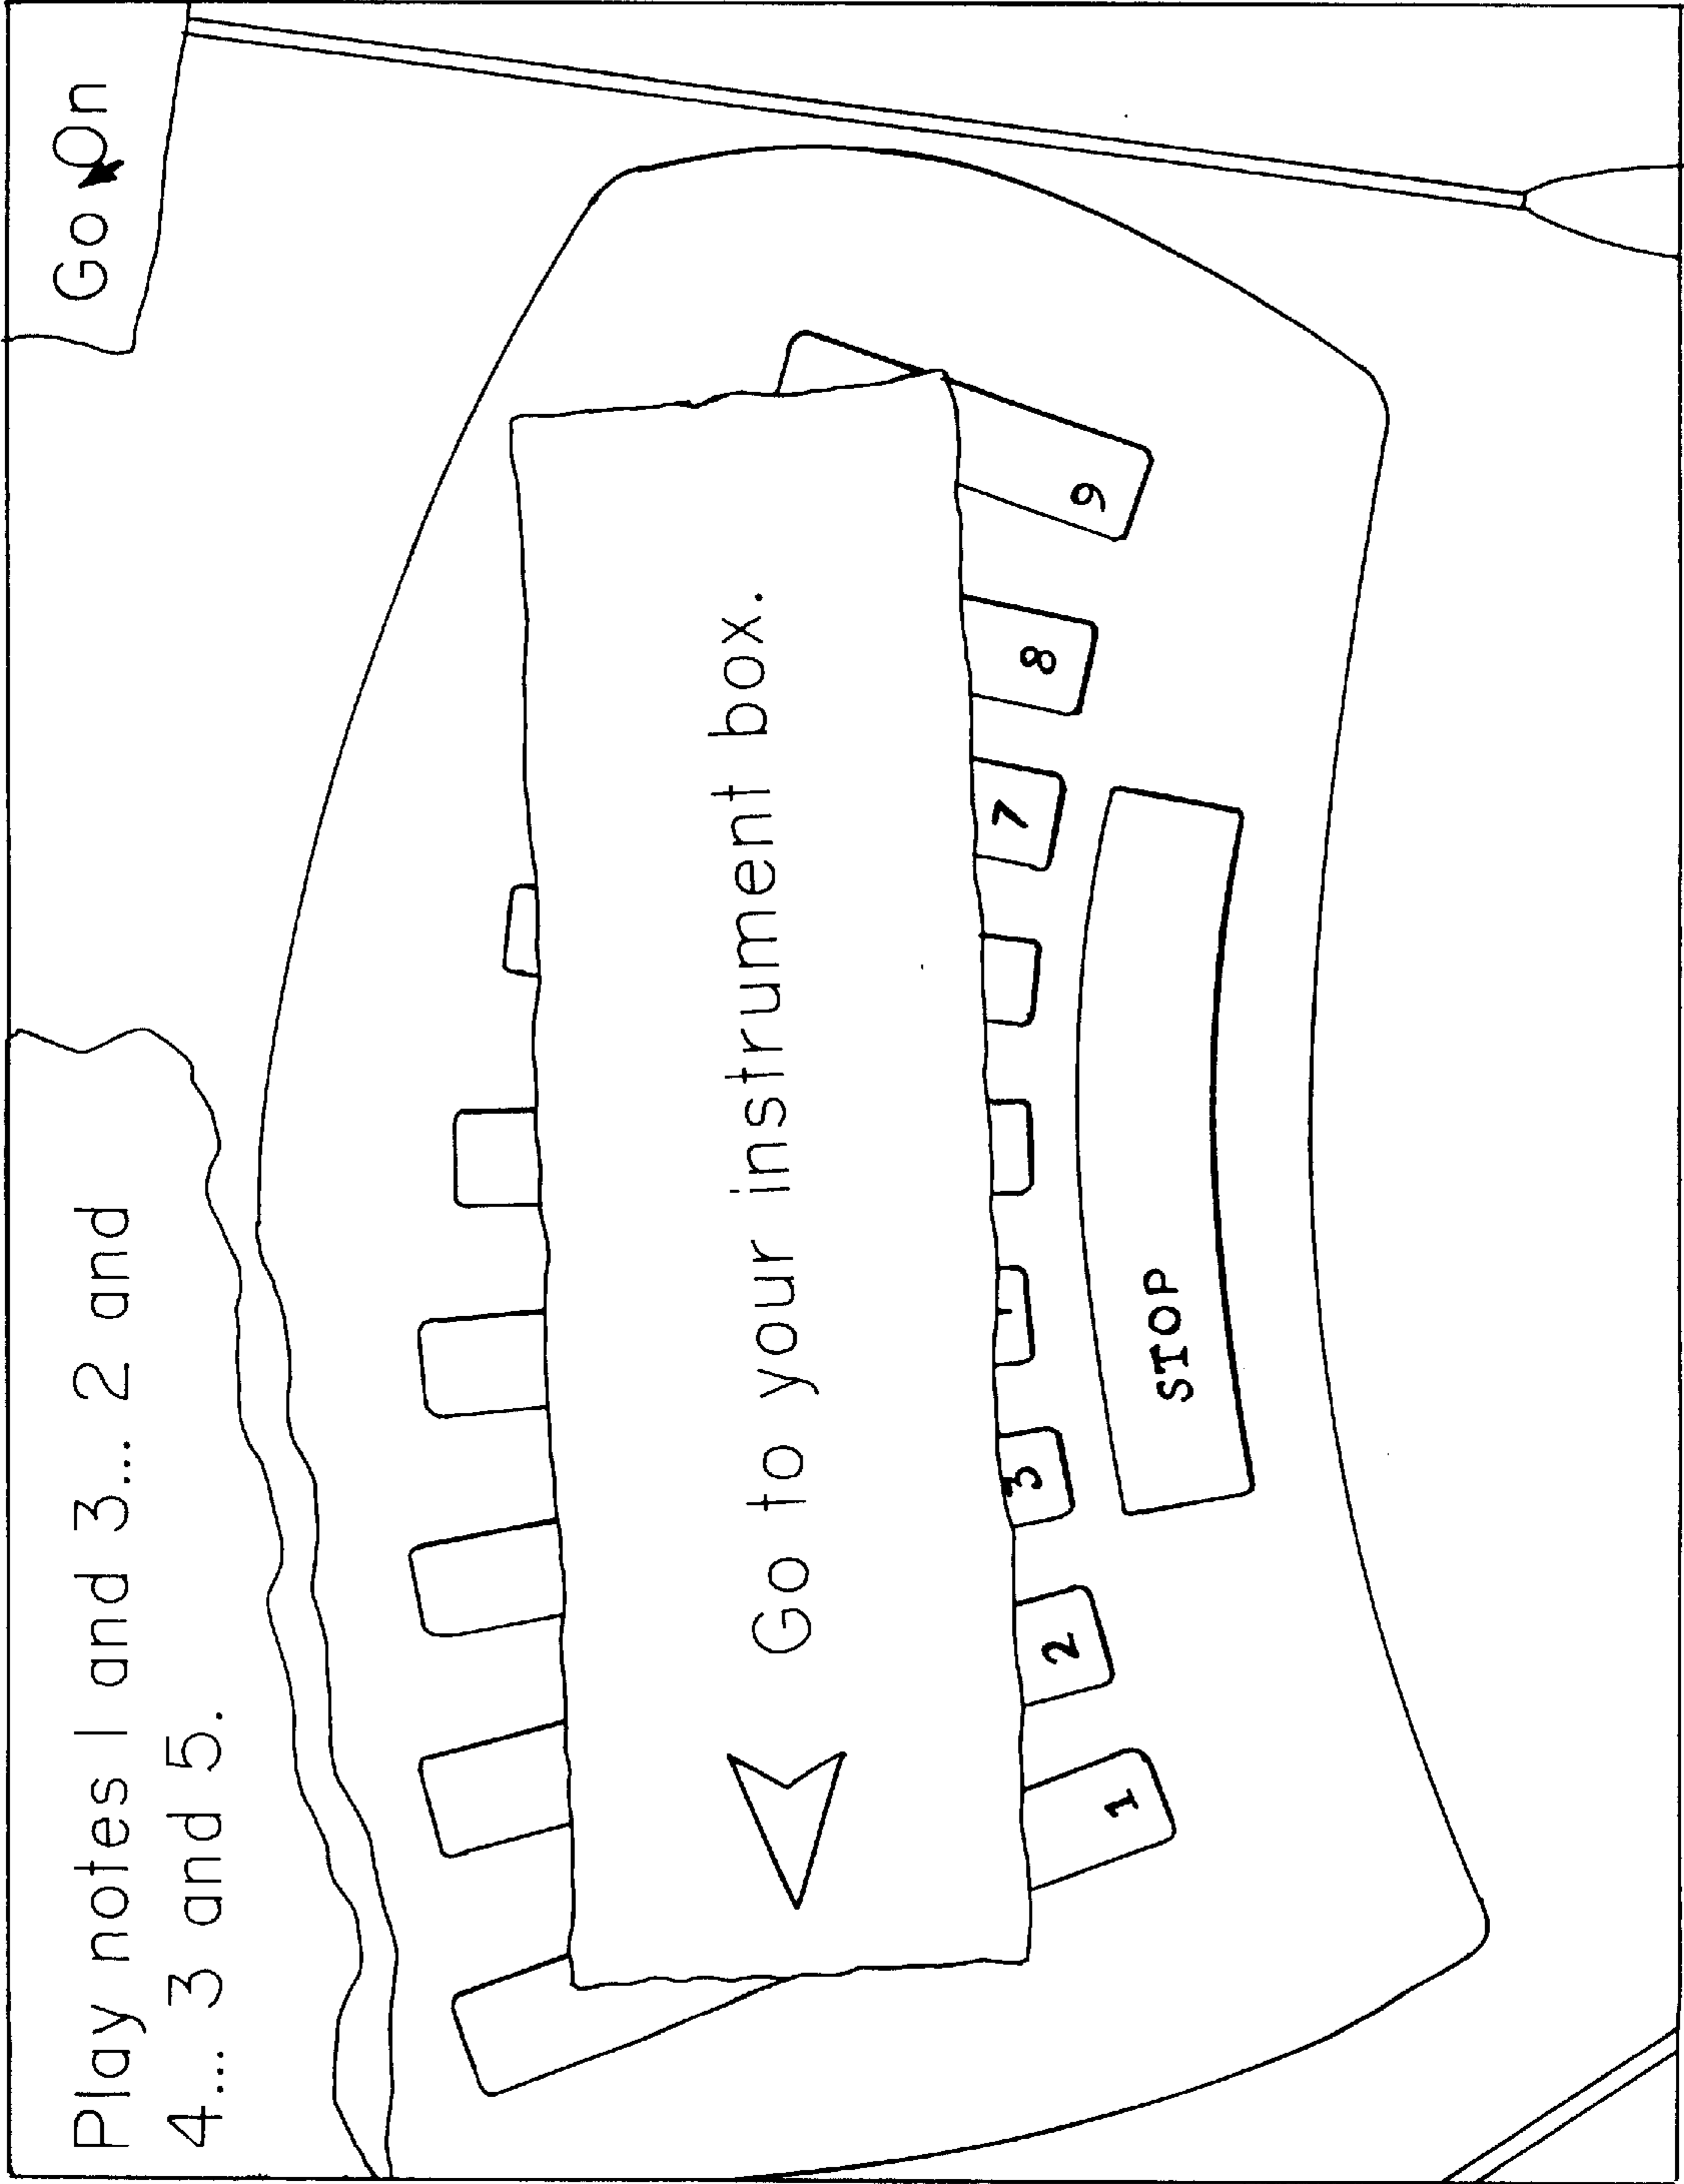 Play notes 1 and 3... 2 and
4... 3 and 5.
Go On
Go to your instrument box.
1
2
3
7
8
9
STOP